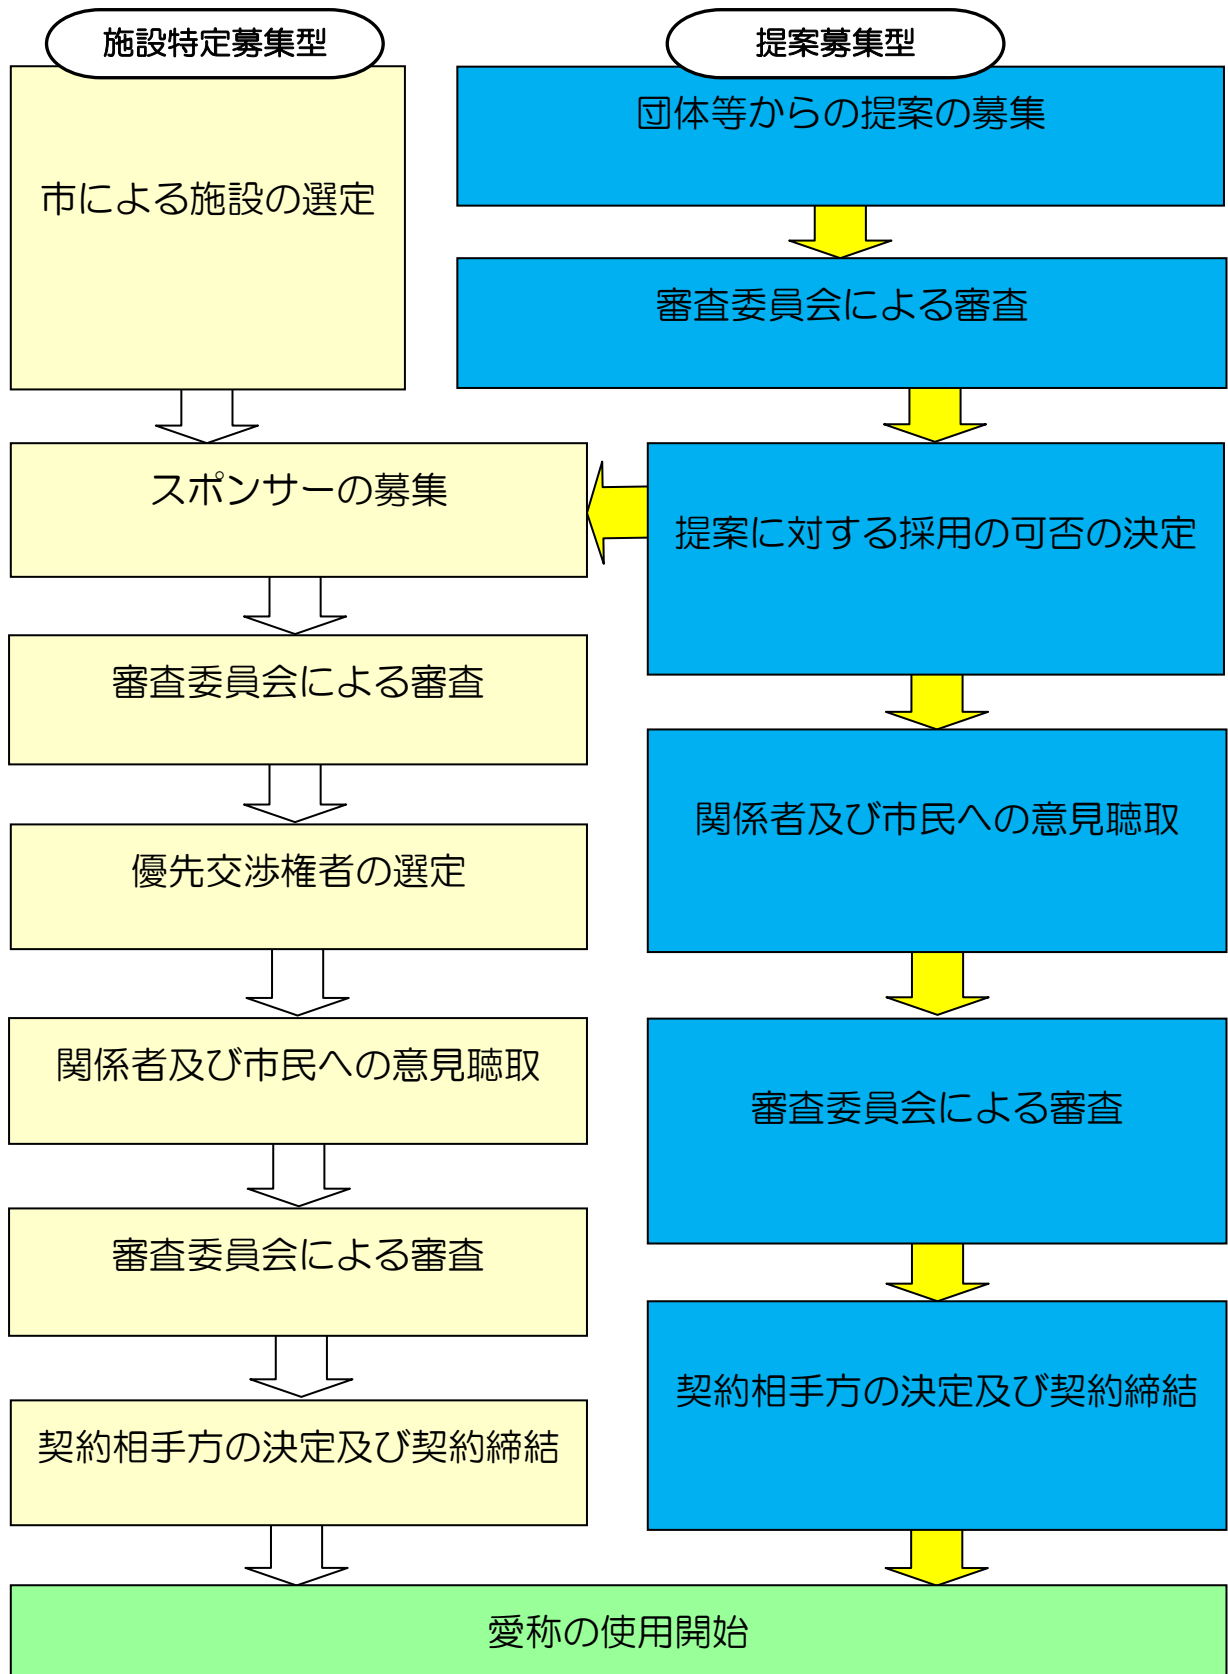 施設特定募集型
市による施設の選定
スポンサーの募集
審査委員会による審査
優先交渉権者の選定
関係者及び市民への意見聴取
審査委員会による審査
契約相手方の決定及び契約締結
提案募集型
団体等からの提案の募集
審査委員会による審査
提案に対する採用の可否の決定
関係者及び市民への意見聴取
審査委員会による審査
契約相手方の決定及び契約締結
愛称の使用開始